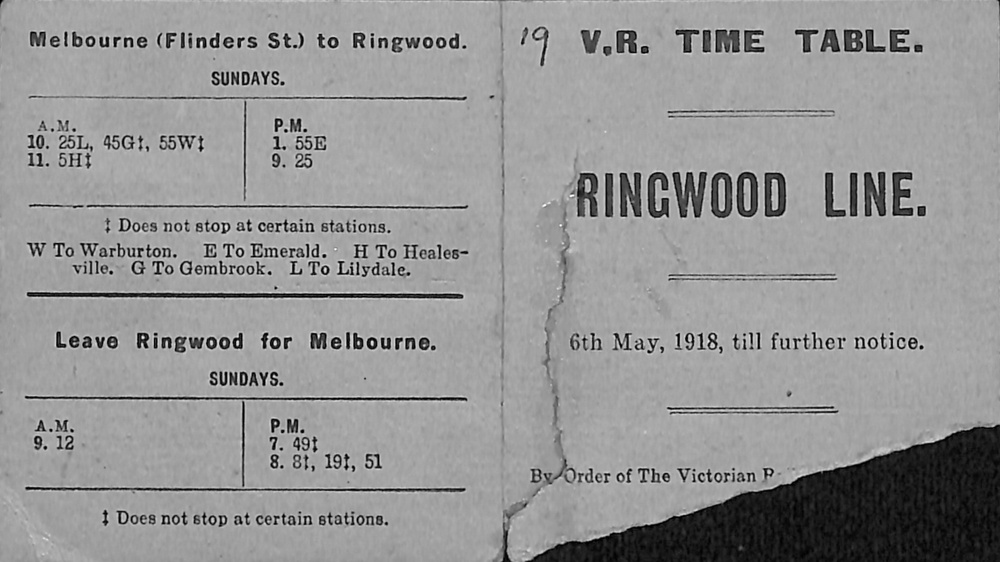 Melbourne (Flinders St.) to Ringwood.
SUNDAYS.
A.M.
10. 25L, 45G‡, 55W‡
11. 5H‡
P.M.
1. 55E
9. 25
‡ Does not stop at certain stations.
W To Warburton. E To Emerald. H To Heales-
ville. G To Gembrook. L To Lilydale.
Leave Ringwood for Melbourne.
SUNDAYS.
A.M.
9. 12
P.M.
7. 49‡
8. 8‡, 19‡, 51
‡ Does not stop at certain stations.
19 V.R. TIME TABLE.
RINGWOOD LINE.
6th May, 1918, till further notice.
By Order of The Victorian